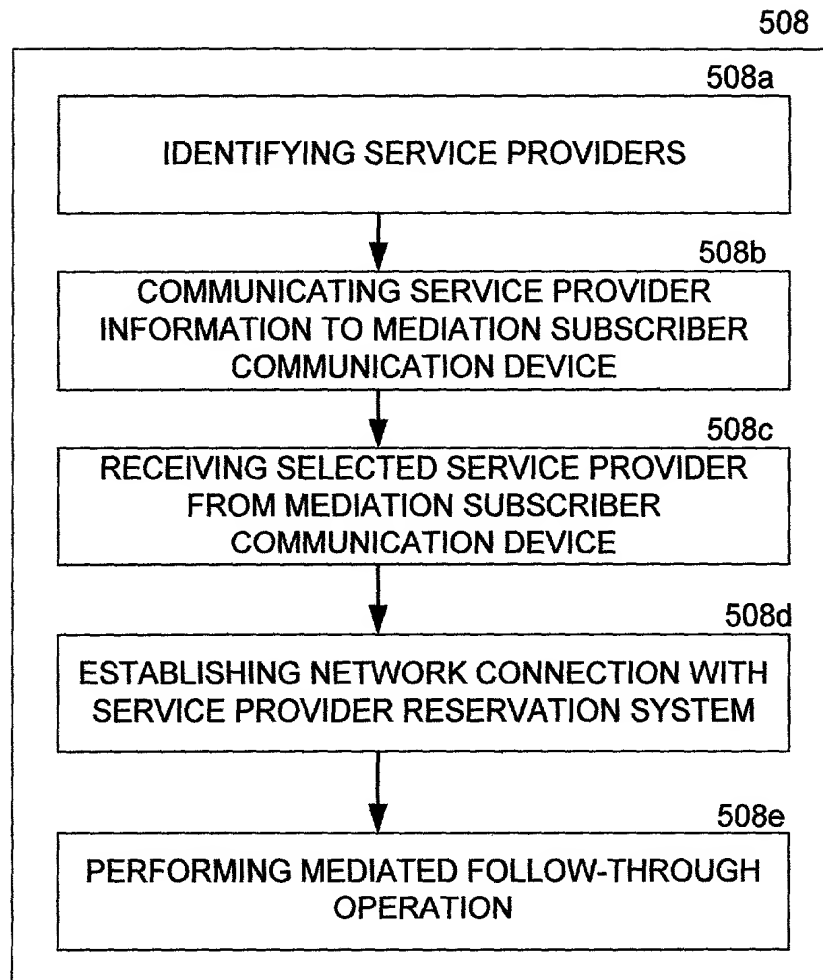 508
508a
IDENTIFYING SERVICE PROVIDERS
508b
COMMUNICATING SERVICE PROVIDER
INFORMATION TO MEDIATION SUBSCRIBER
COMMUNICATION DEVICE
508c
RECEIVING SELECTED SERVICE PROVIDER
FROM MEDIATION SUBSCRIBER
COMMUNICATION DEVICE
508d
ESTABLISHING NETWORK CONNECTION WITH
SERVICE PROVIDER RESERVATION SYSTEM
508e
PERFORMING MEDIATED FOLLOW-THROUGH
OPERATION